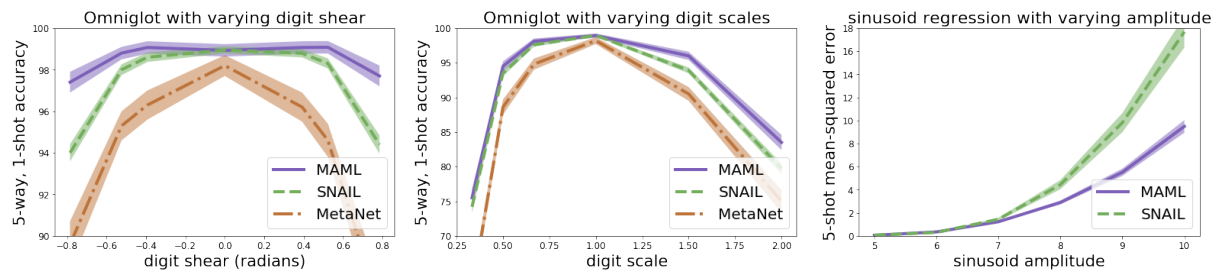 Omniglot with varying digit shear
5-way, 1-shot accuracy
100
98
96
94
92
90
MAML
SNAIL
MetaNet
−0.8 −0.6 −0.4 −0.2 0.0 0.2 0.4 0.6 0.8
digit shear (radians)
Omniglot with varying digit scales
5-way, 1-shot accuracy
100
95
90
85
80
75
70
MAML
SNAIL
MetaNet
0.25 0.50 0.75 1.00 1.25 1.50 1.75 2.00
digit scale
sinusoid regression with varying amplitude
5-shot mean-squared error
18
16
14
12
10
8
6
4
2
0
MAML
SNAIL
5 6 7 8 9 10
sinusoid amplitude